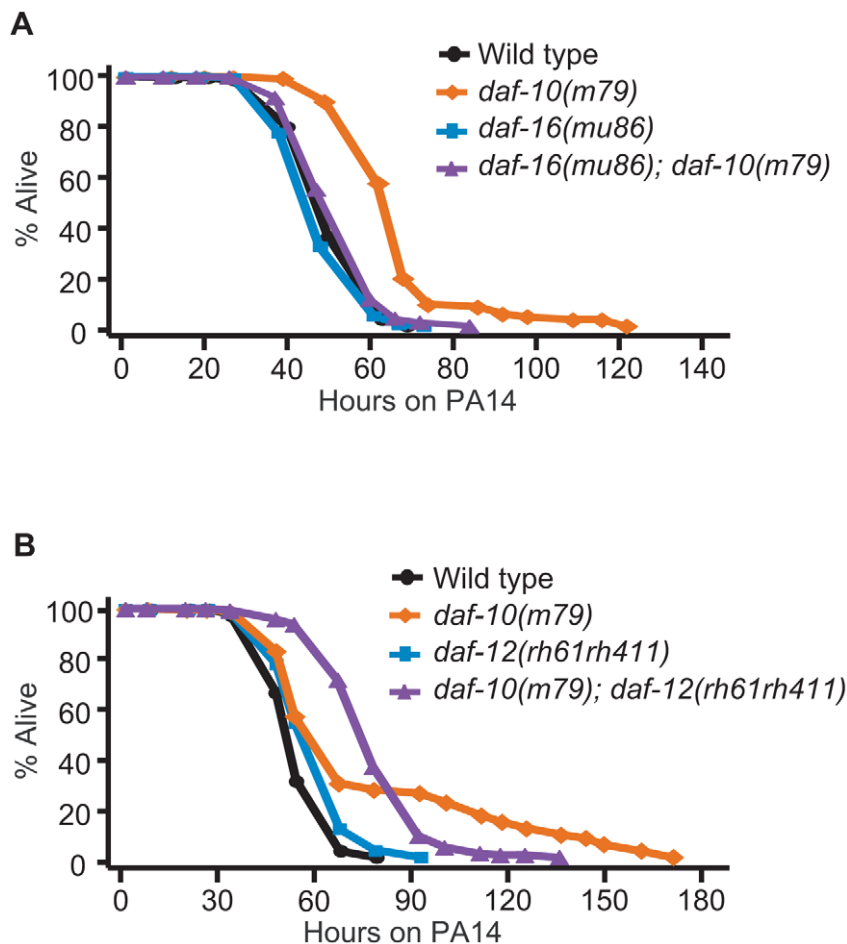 A
Wild type
daf-10(m79)
daf-16(mu86)
daf-16(mu86); daf-10(m79)
% Alive
100
80
60
40
20
0
0 20 40 60 80 100 120 140
Hours on PA14
B
Wild type
daf-10(m79)
daf-12(rh61rh411)
daf-10(m79); daf-12(rh61rh411)
% Alive
100
80
60
40
20
0
0 30 60 90 120 150 180
Hours on PA14